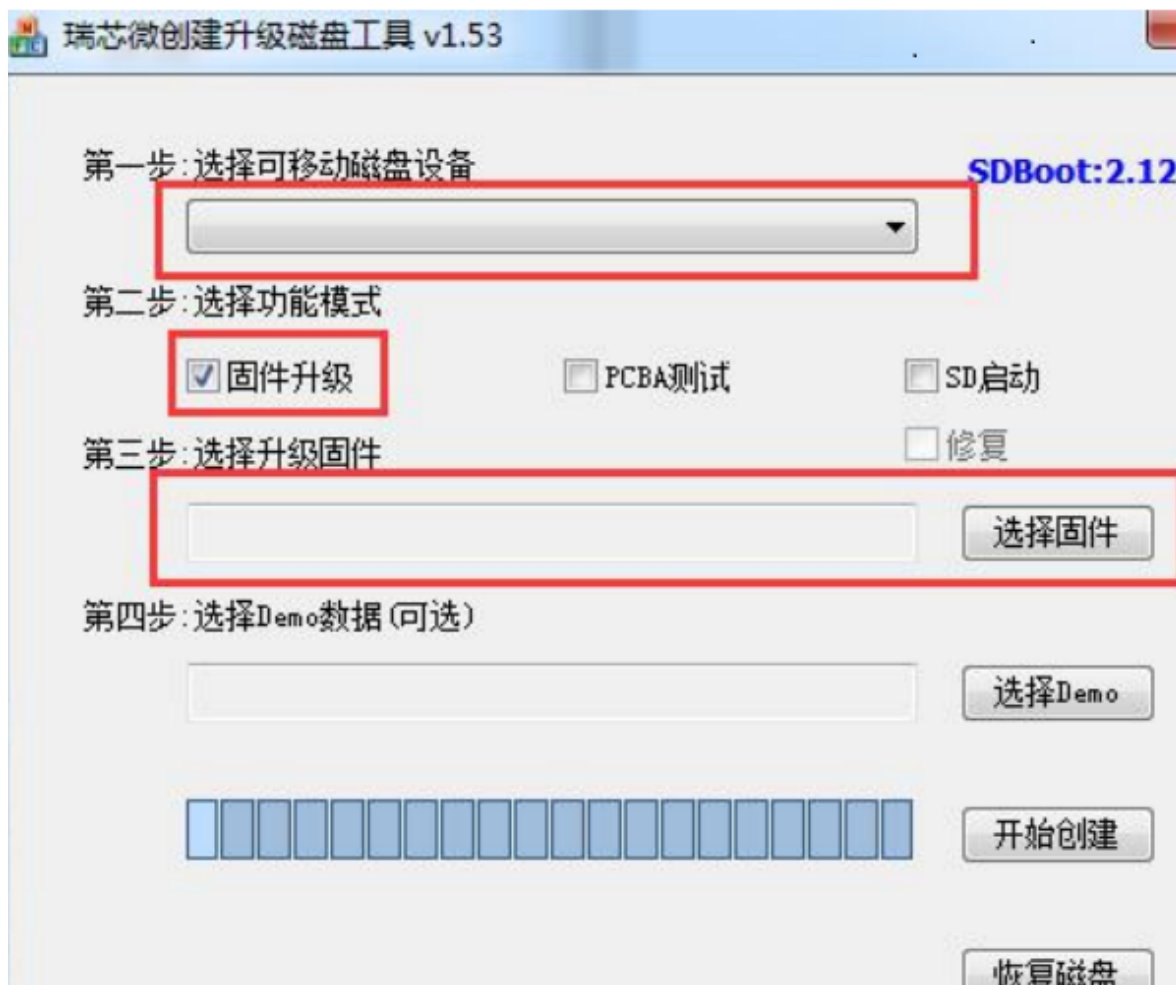 瑞芯微创建升级磁盘工具 v1.53
第一步:选择可移动磁盘设备
SDBoot:2.12
第二步:选择功能模式
固件升级
PCBA测试
SD启动
修复
第三步:选择升级固件
选择固件
第四步:选择Demo数据(可选)
选择Demo
开始创建
恢复磁盘